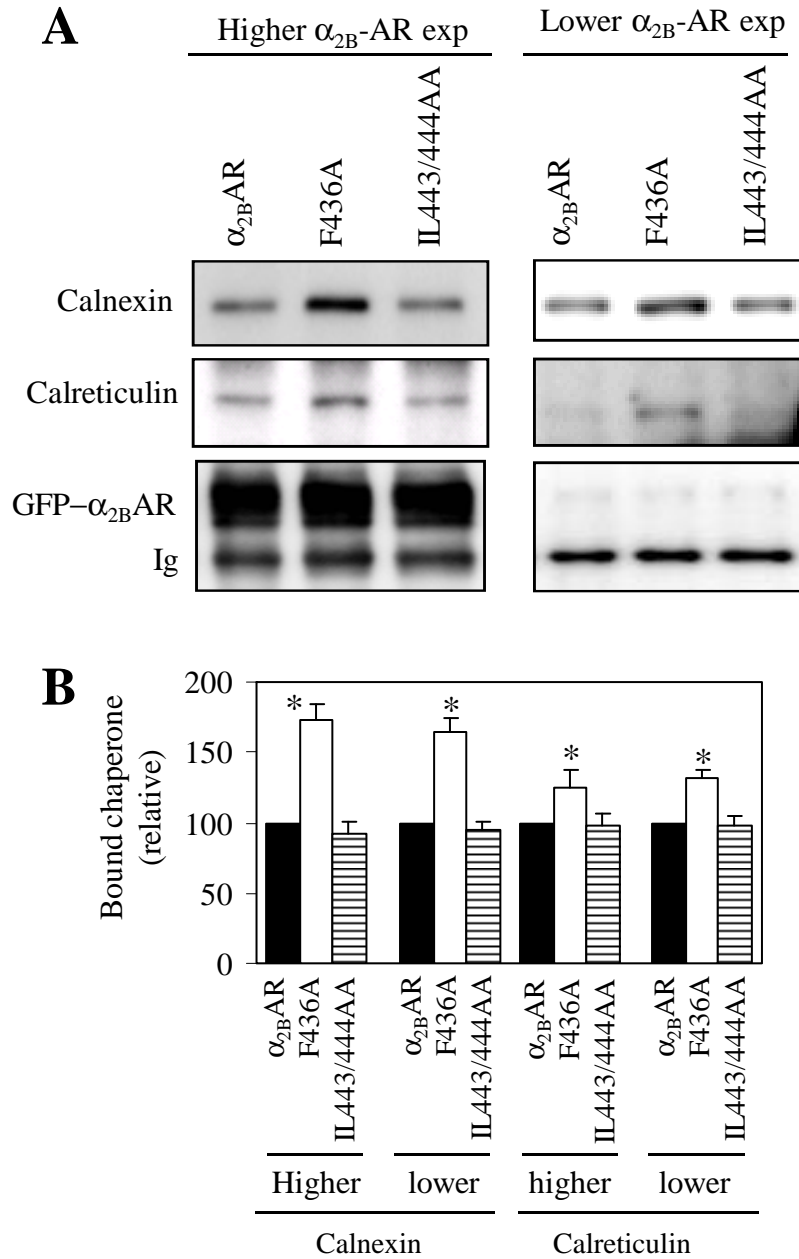 A
Higher α2B-AR exp
Lower α2B-AR exp
α2BAR
F436A
IL443/444AA
α2BAR
F436A
IL443/444AA
Calnexin
Calreticulin
GFP–α2BAR
Ig
B
Bound chaperone
(relative)
200
150
100
50
0
*
*
*
*
α2BAR
F436A
IL443/444AA
α2BAR
F436A
IL443/444AA
α2BAR
F436A
IL443/444AA
α2BAR
F436A
IL443/444AA
Higher
lower
higher
lower
Calnexin
Calreticulin